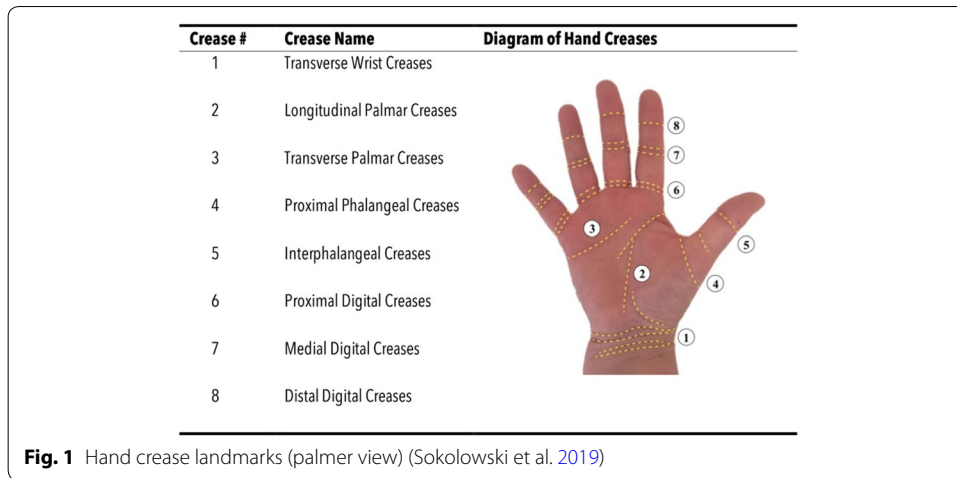 Crease # Crease Name Diagram of Hand Creases
1 Transverse Wrist Creases
2 Longitudinal Palmar Creases
3 Transverse Palmar Creases
4 Proximal Phalangeal Creases
5 Interphalangeal Creases
6 Proximal Digital Creases
7 Medial Digital Creases
8 Distal Digital Creases
8
7
6
3
5
2
4
1
Fig. 1 Hand crease landmarks (palmer view) (Sokolowski et al. 2019)